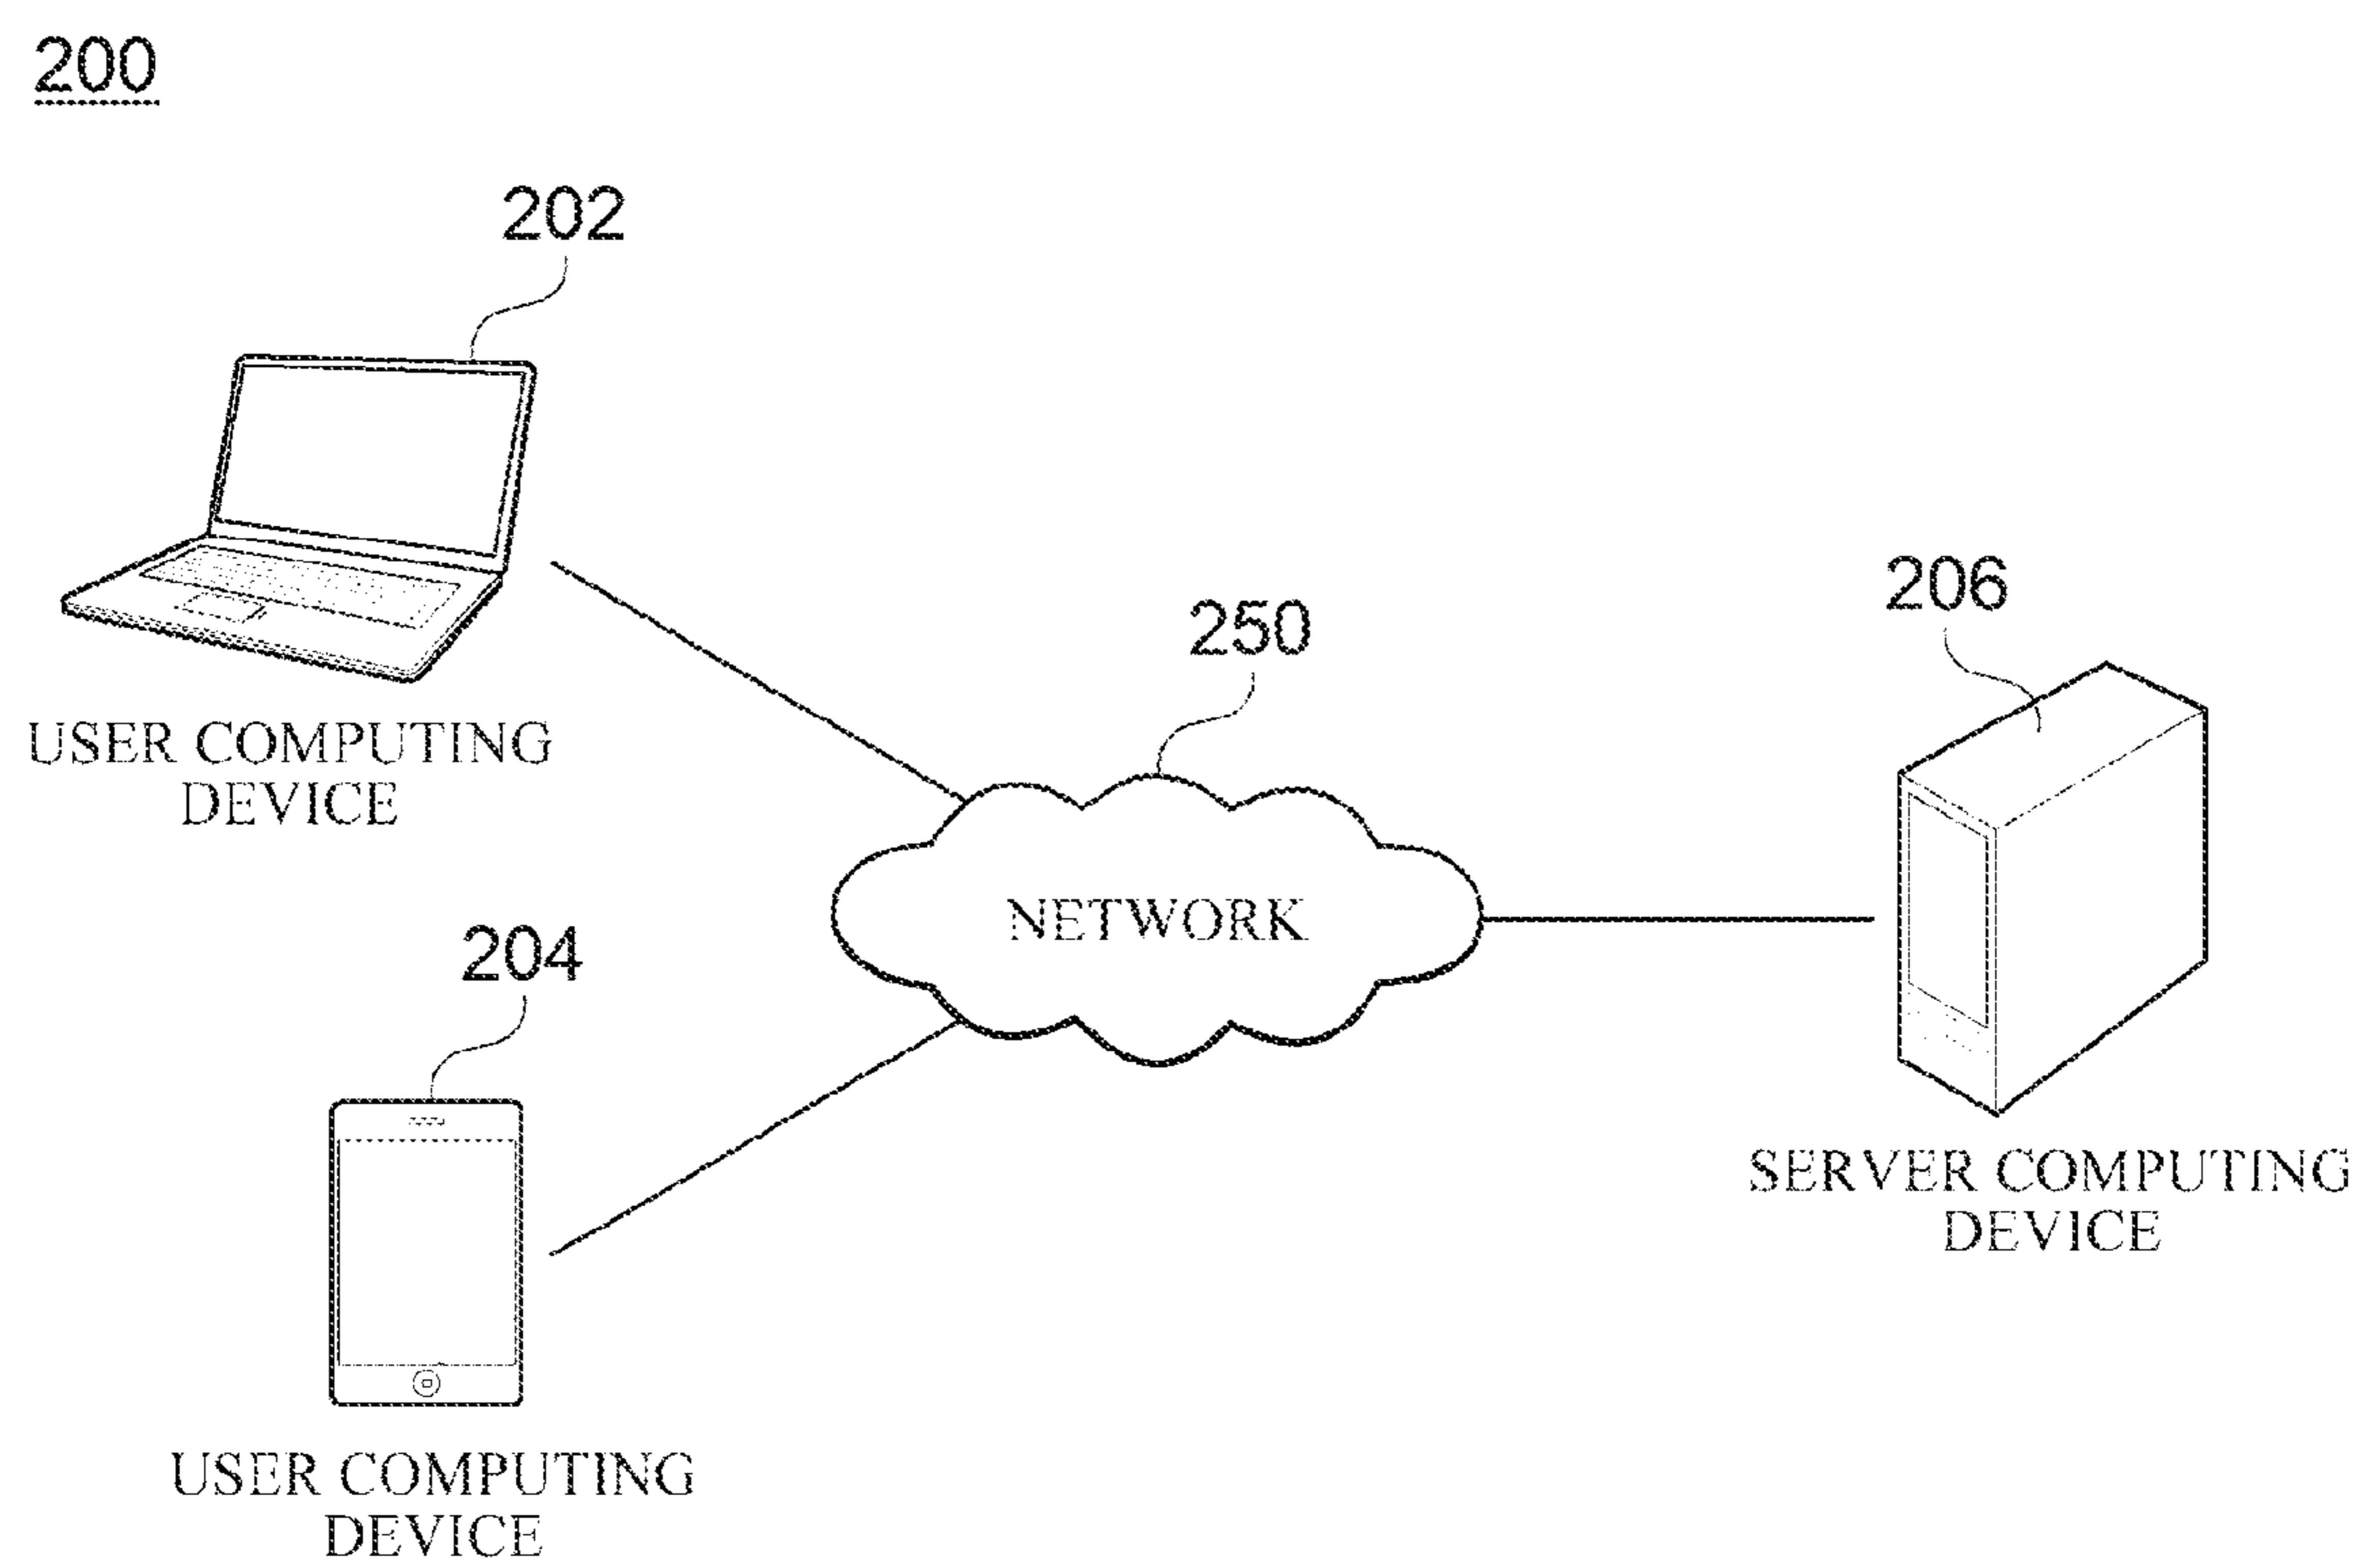 200
202
USER COMPUTING
DEVICE
250
NETWORK
206
SERVER COMPUTING
DEVICE
204
USER COMPUTING
DEVICE